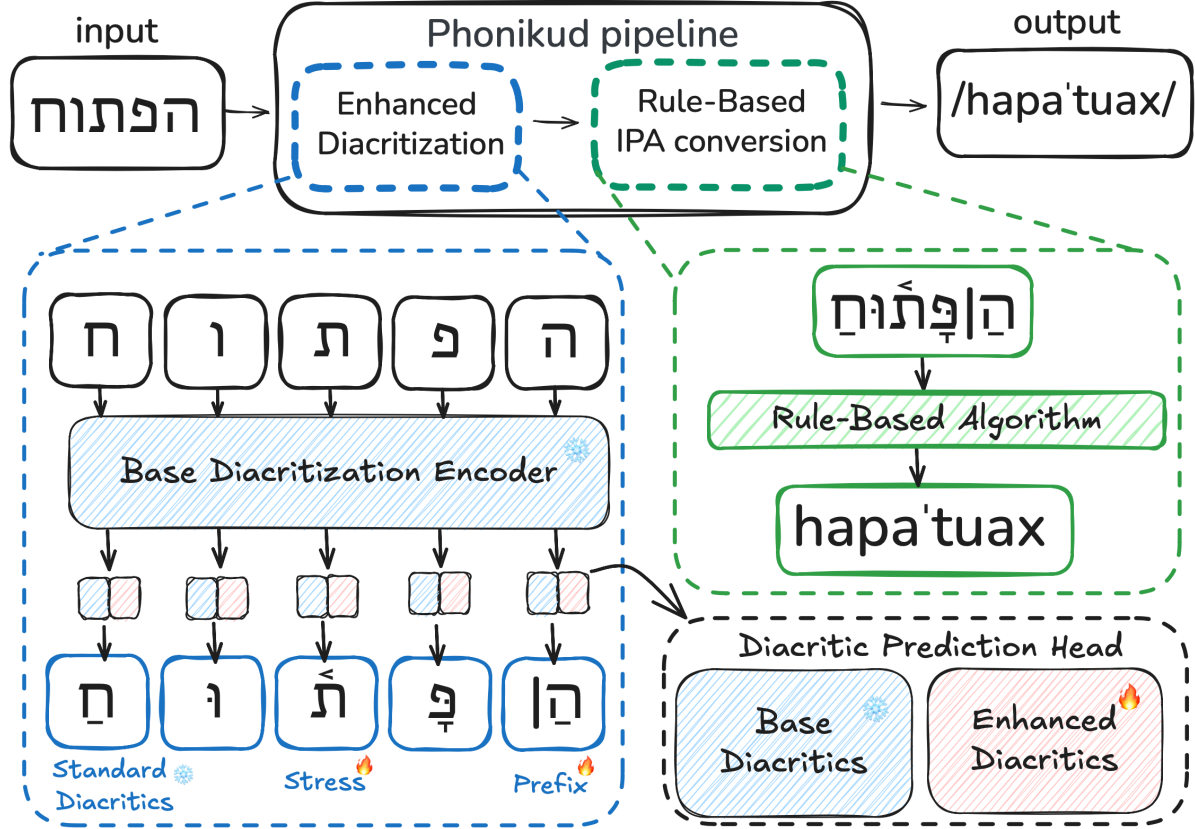 input
הפתוח
Phonikud pipeline
Enhanced
Diacritization
Rule-Based
IPA conversion
output
/hapaˈtuax/
ה
פ
ת
ו
ח
Base Diacritization Encoder
הַ|
פָּֽ
ת֫
וּ
חַ
Standard
Diacritics
Stress
Prefix
הַ|פָּֽת֫וּחַ
Rule-Based Algorithm
hapaˈtuax
Diacritic Prediction Head
Base
Diacritics
Enhanced
Diacritics